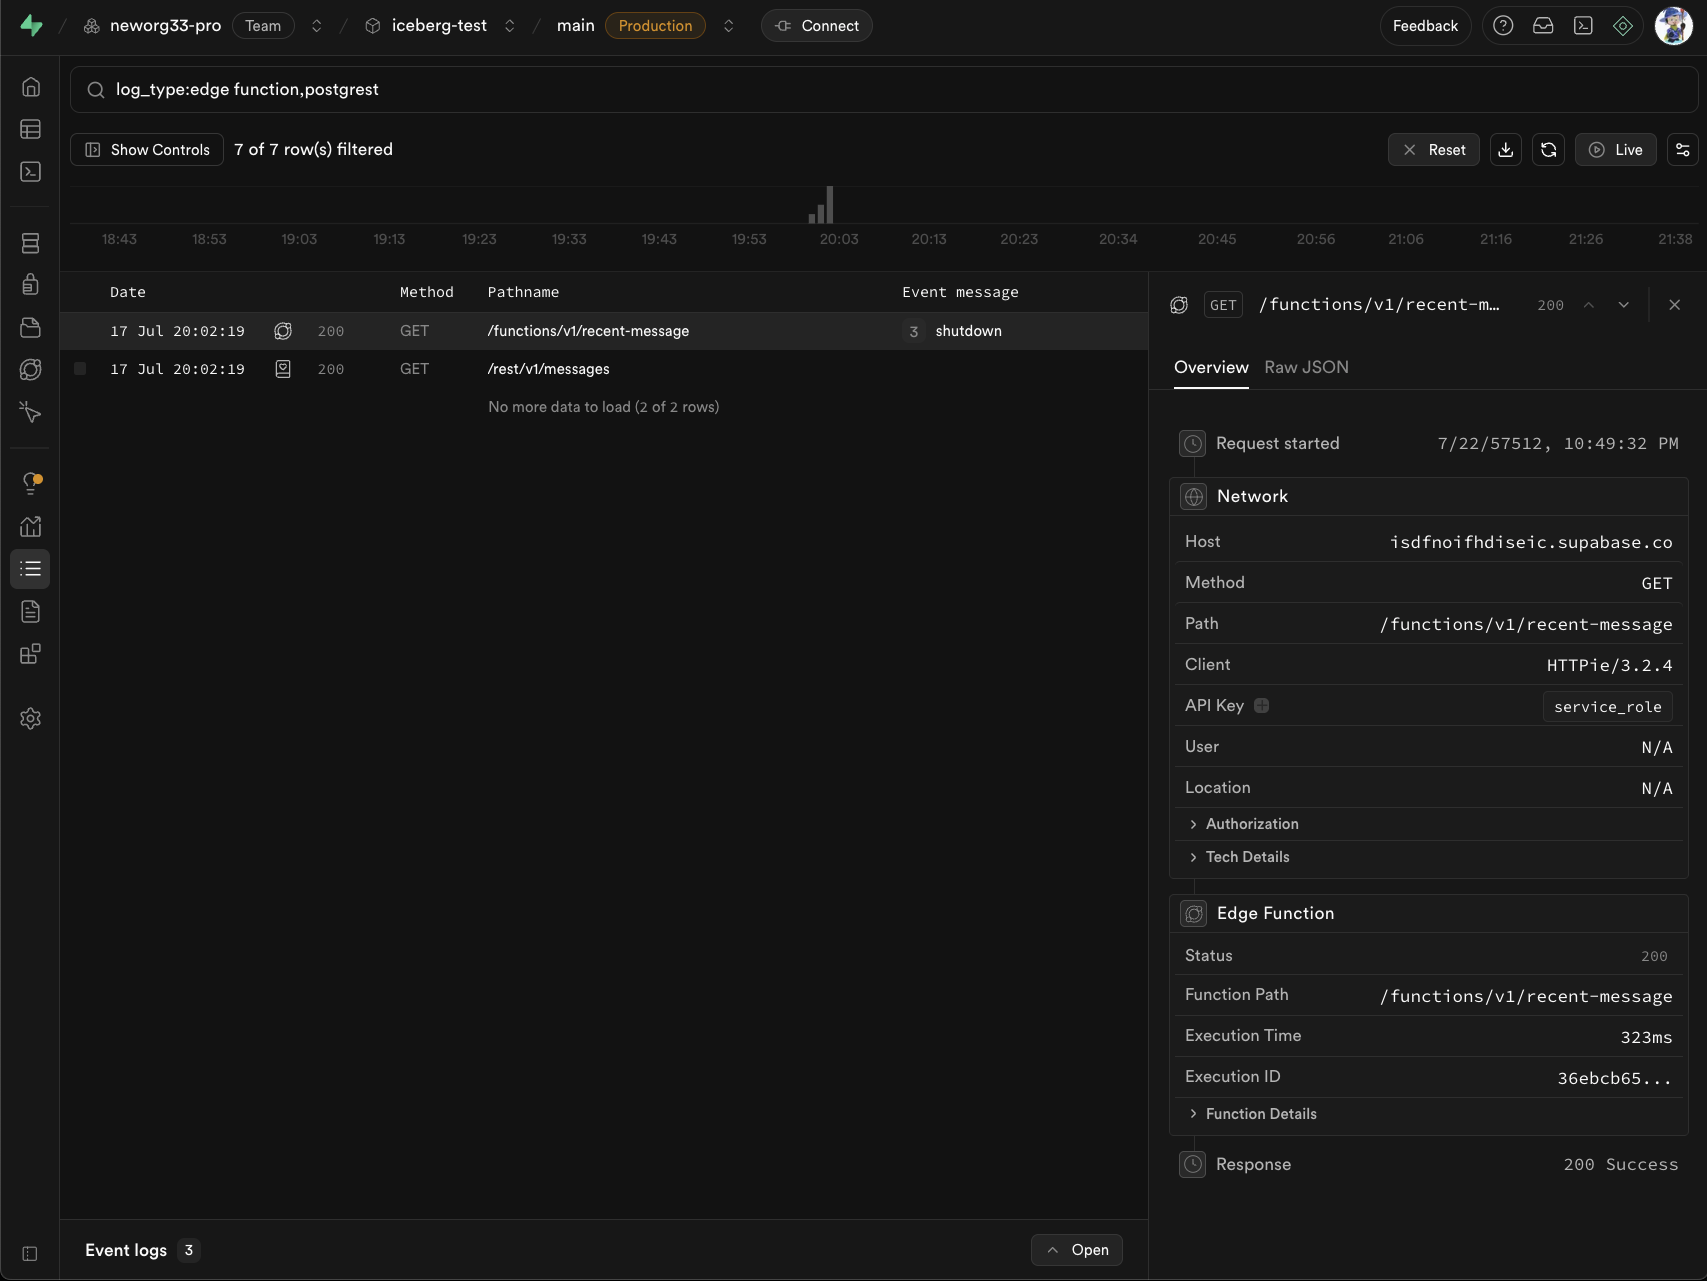 neworg33-pro Team iceberg-test main Production Connect Feedback
log_type:edge function,postgrest
Show Controls 7 of 7 row(s) filtered Reset Live
18:43 18:53 19:03 19:13 19:23 19:33 19:43 19:53 20:03 20:13 20:23 20:34 20:45 20:56 21:06 21:16 21:26 21:38
Date Method Pathname Event message
17 Jul 20:02:19 200 GET /functions/v1/recent-message 3 shutdown
17 Jul 20:02:19 200 GET /rest/v1/messages
No more data to load (2 of 2 rows)
Event logs 3 Open
GET /functions/v1/recent-m... 200
Overview Raw JSON
Request started 7/22/57512, 10:49:32 PM
Network
Host isdfnoifhdiseic.supabase.co
Method GET
Path /functions/v1/recent-message
Client HTTPie/3.2.4
API Key service_role
User N/A
Location N/A
Authorization
Tech Details
Edge Function
Status 200
Function Path /functions/v1/recent-message
Execution Time 323ms
Execution ID 36ebcb65...
Function Details
Response 200 Success